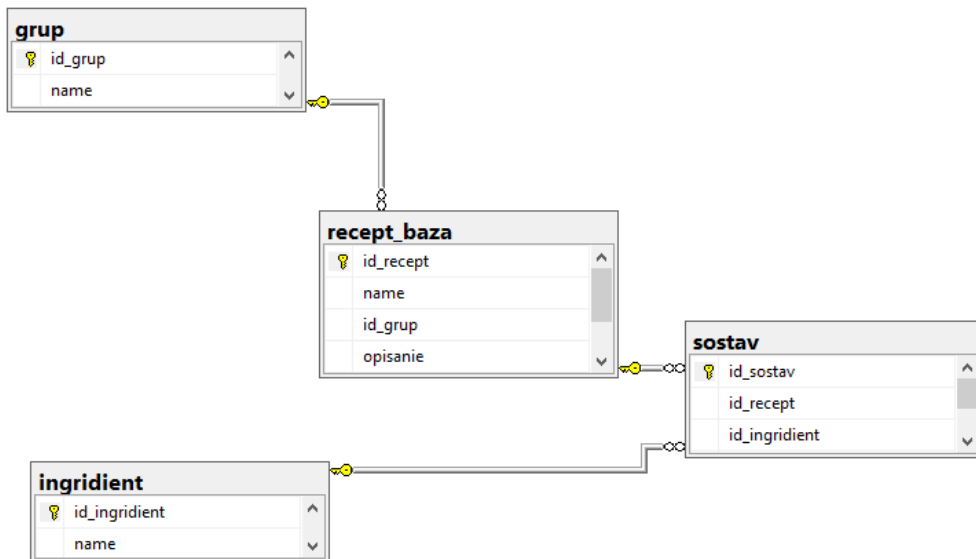 grup
id_grup
name
recept_baza
id_recept
name
id_grup
opisanie
sostav
id_sostav
id_recept
id_ingridient
ingridient
id_ingridient
name